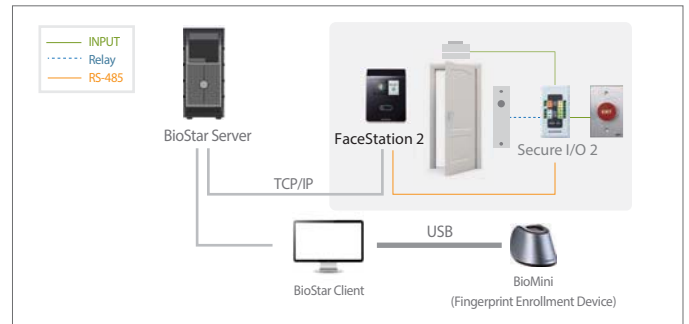 INPUT
Relay
RS-485
BioStar Server
FaceStation 2
Secure I/O 2
EXIT
TCP/IP
USB
BioStar Client
BioMini
(Fingerprint Enrollment Device)